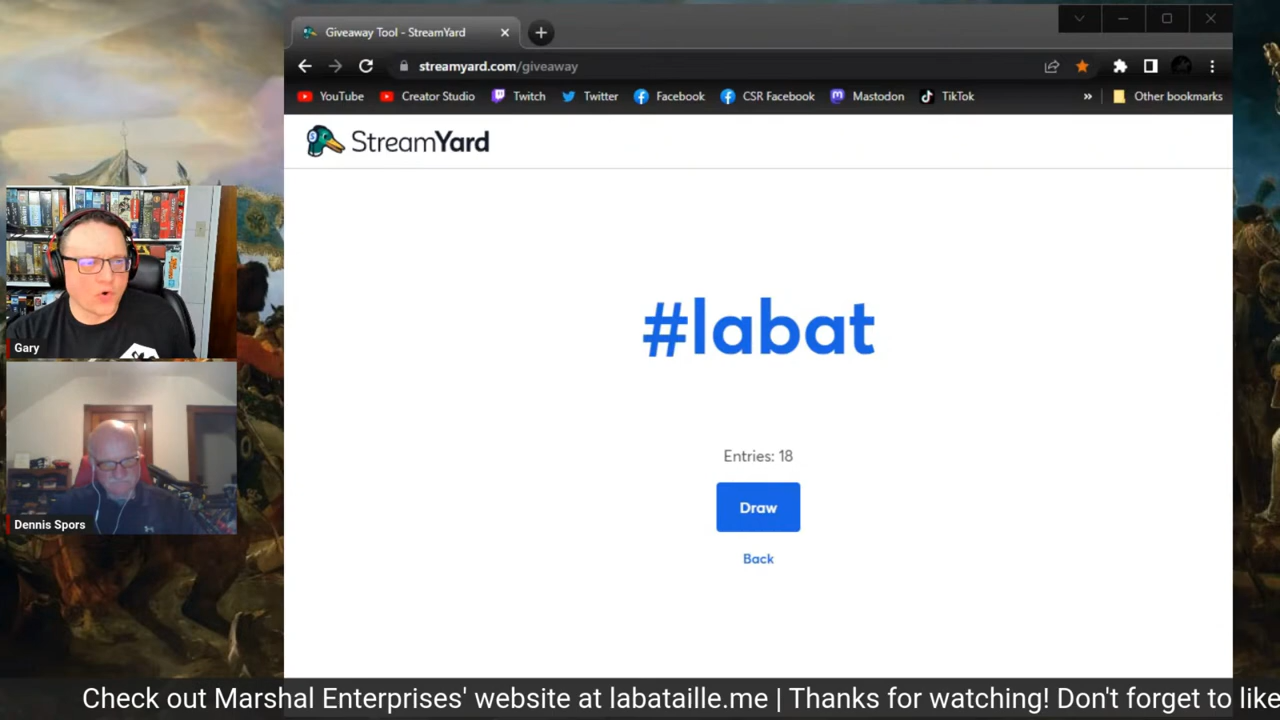 Giveaway Tool - StreamYard
streamyard.com/giveaway
YouTube Creator Studio Twitch Twitter Facebook CSR Facebook Mastodon TikTok » Other bookmarks
StreamYard
#labat
Entries: 18
Draw
Back
Gary
Dennis Spors
Check out Marshal Enterprises' website at labataille.me | Thanks for watching! Don't forget to like